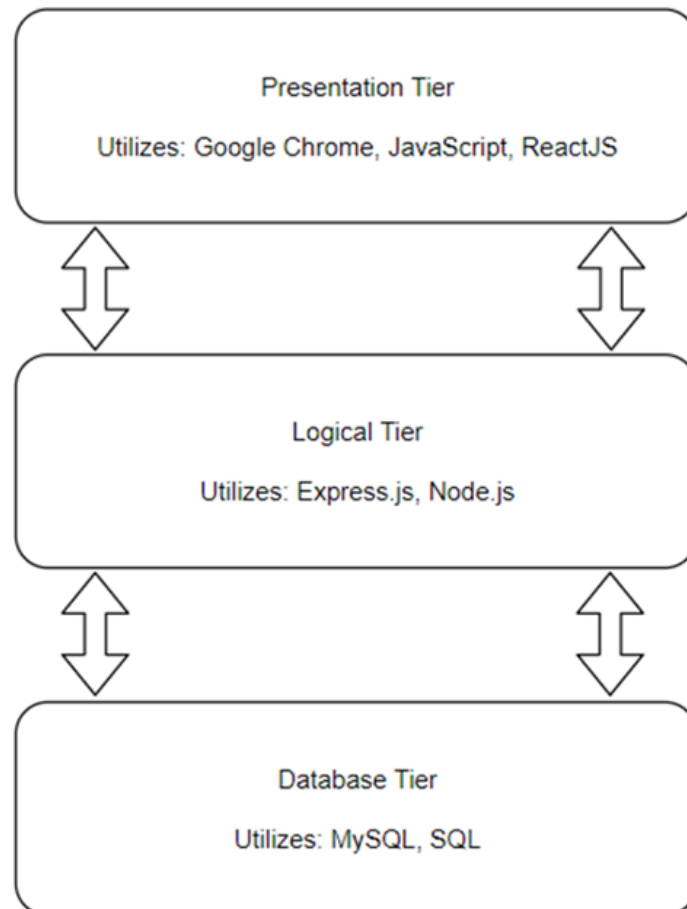 Presentation Tier
Utilizes: Google Chrome, JavaScript, ReactJS
Logical Tier
Utilizes: Express.js, Node.js
Database Tier
Utilizes: MySQL, SQL